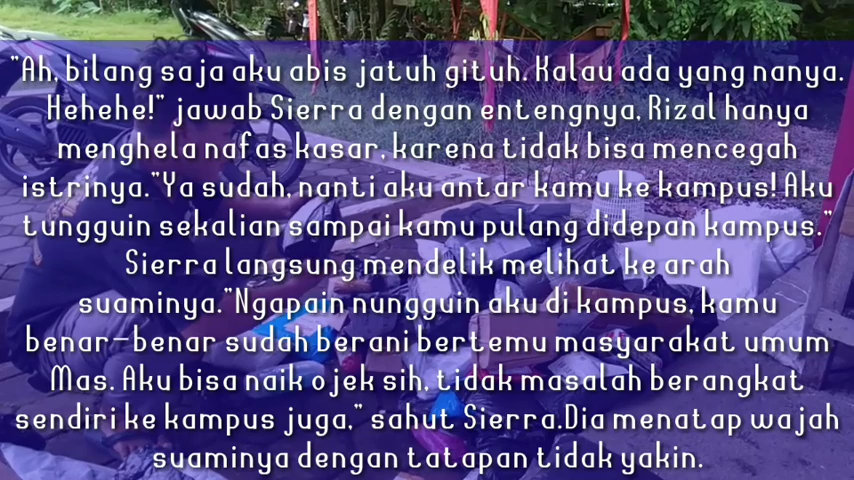 "Ah, bilang saja aku abis jatuh gituh. Kalau ada yang nanya.
Hehehe!" jawab Sierra dengan entengnya, Rizal hanya
menghela nafas kasar, karena tidak bisa mencegah
istrinya."Ya sudah, nanti aku antar kamu ke kampus! Aku
tungguin sekalian sampai kamu pulang didepan kampus."
Sierra langsung mendelik melihat ke arah
suaminya."Ngapain nungguin aku di kampus, kamu
benar-benar sudah berani bertemu masyarakat umum
Mas. Aku bisa naik ojek sih, tidak masalah berangkat
sendiri ke kampus juga," sahut Sierra.Dia menatap wajah
suaminya dengan tatapan tidak yakin.